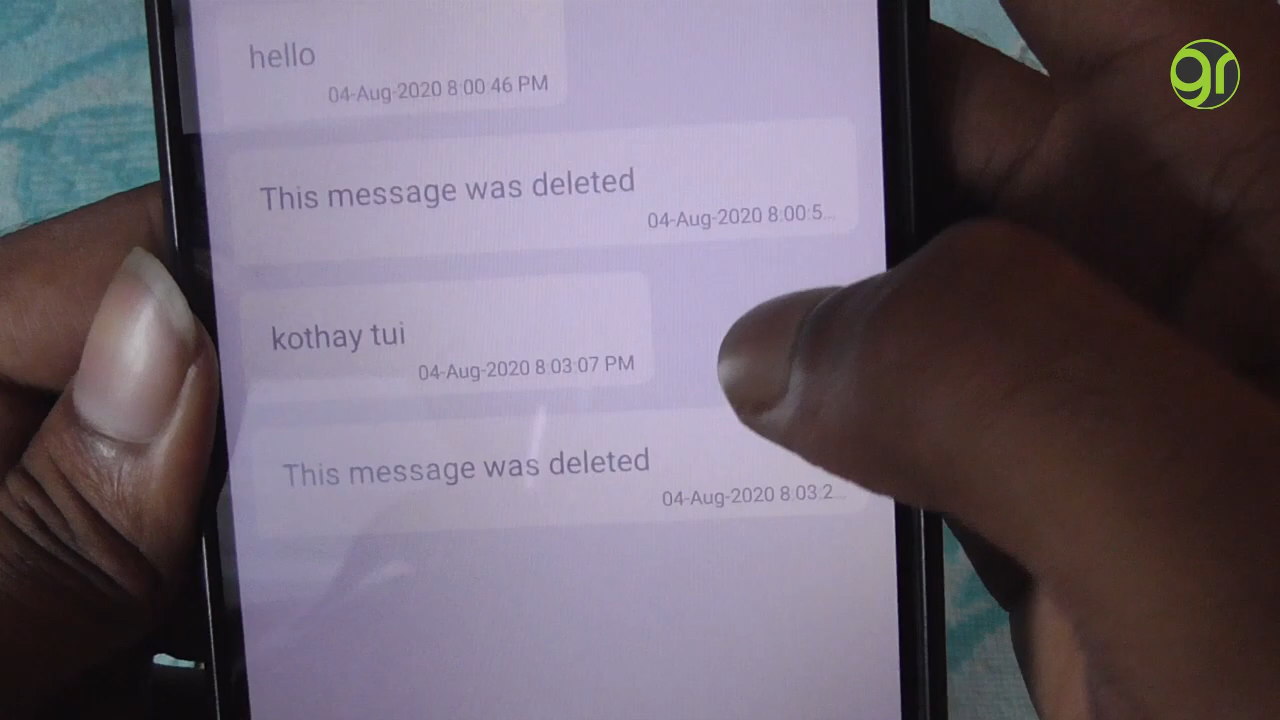 hello
04-Aug-2020 8:00:46 PM
This message was deleted
04-Aug-2020 8:00:5...
kothay tui
04-Aug-2020 8:03:07 PM
This message was deleted
04-Aug-2020 8:03:2...
gr